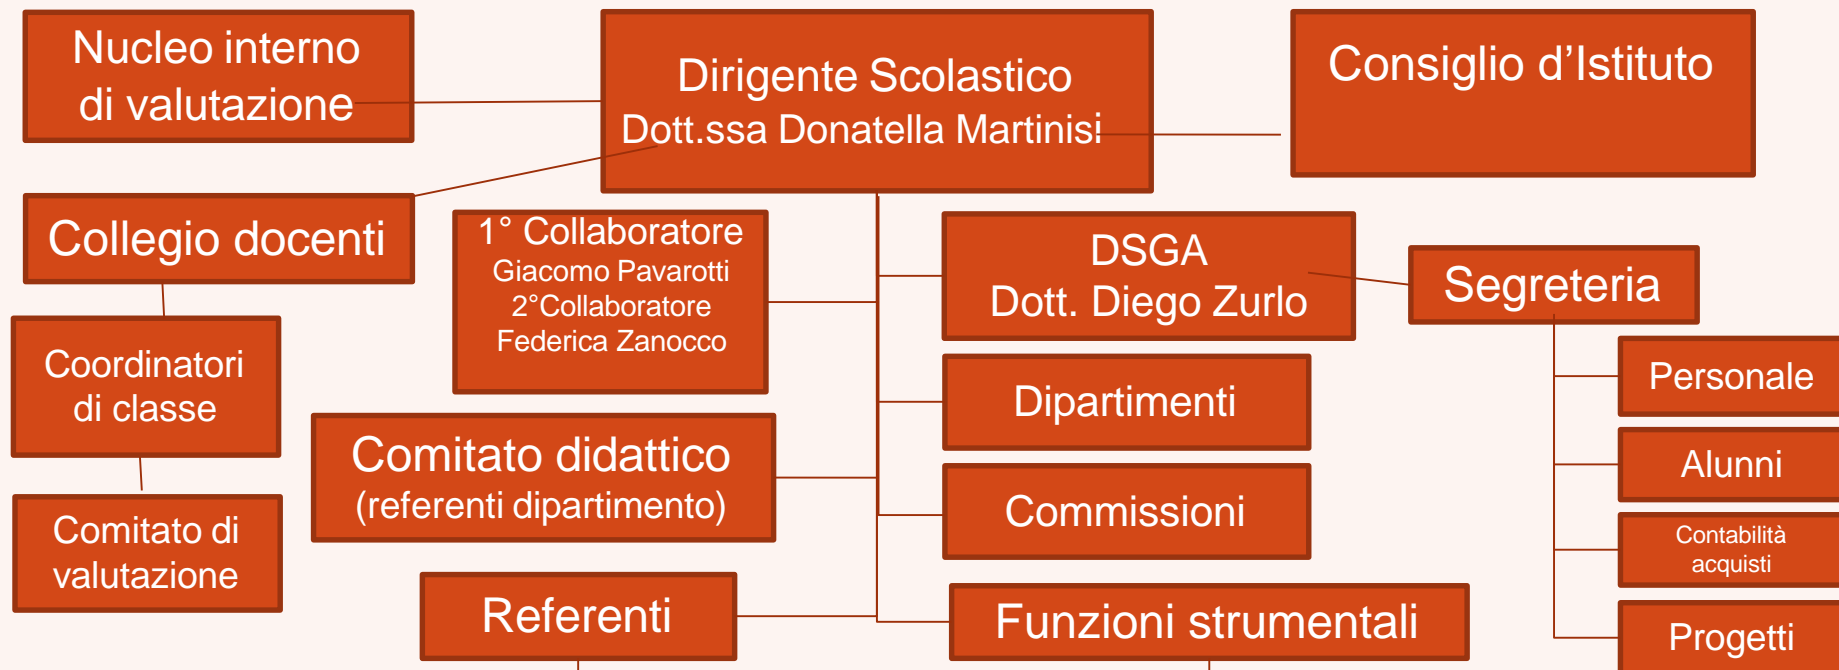 Nucleo interno
di valutazione
Dirigente Scolastico
Dott.ssa Donatella Martinisi
Consiglio d’Istituto
Collegio docenti
1° Collaboratore
Giacomo Pavarotti
2°Collaboratore
Federica Zanocco
DSGA
Dott. Diego Zurlo
Segreteria
Coordinatori
di classe
Dipartimenti
Personale
Comitato didattico
(referenti dipartimento)
Alunni
Comitato di
valutazione
Commissioni
Contabilità
acquisti
Referenti
Funzioni strumentali
Progetti